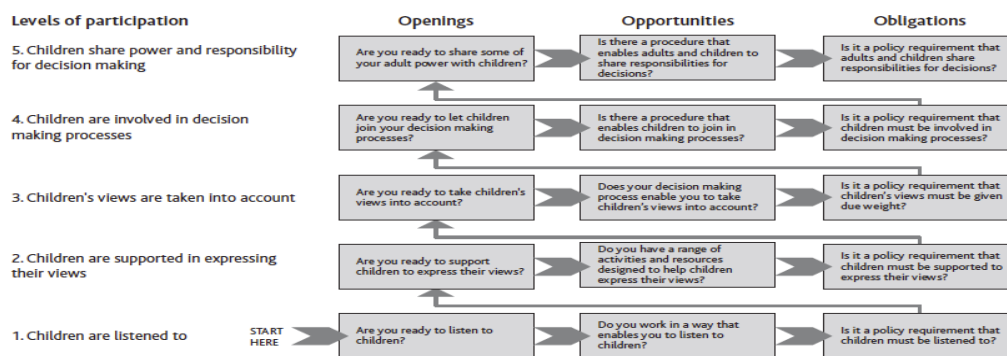 Levels of participation
Openings
Opportunities
Obligations
5. Children share power and responsibility
for decision making
Are you ready to share some of
your adult power with children?
Is there a procedure that
enables adults and children to
share responsibilities for
decisions?
Is it a policy requirement that
adults and children share
responsibilities for decisions?
4. Children are involved in decision
making processes
Are you ready to let children
join your decision making
processes?
Is there a procedure that
enables children to join in
decision making processes?
Is it a policy requirement that
children must be involved in
decision making processes?
3. Children's views are taken into account
Are you ready to take children's
views into account?
Does your decision making
process enable you to take
children's views into account?
Is it a policy requirement that
children's views must be given
due weight?
2. Children are supported in expressing
their views
Are you ready to support
children to express their views?
Do you have a range of
activities and resources
designed to help children
express their views?
Is it a policy requirement that
children must be supported to
express their views?
1. Children are listened to
START
HERE
Are you ready to listen to
children?
Do you work in a way that
enables you to listen to
children?
Is it a policy requirement that
children must be listened to?